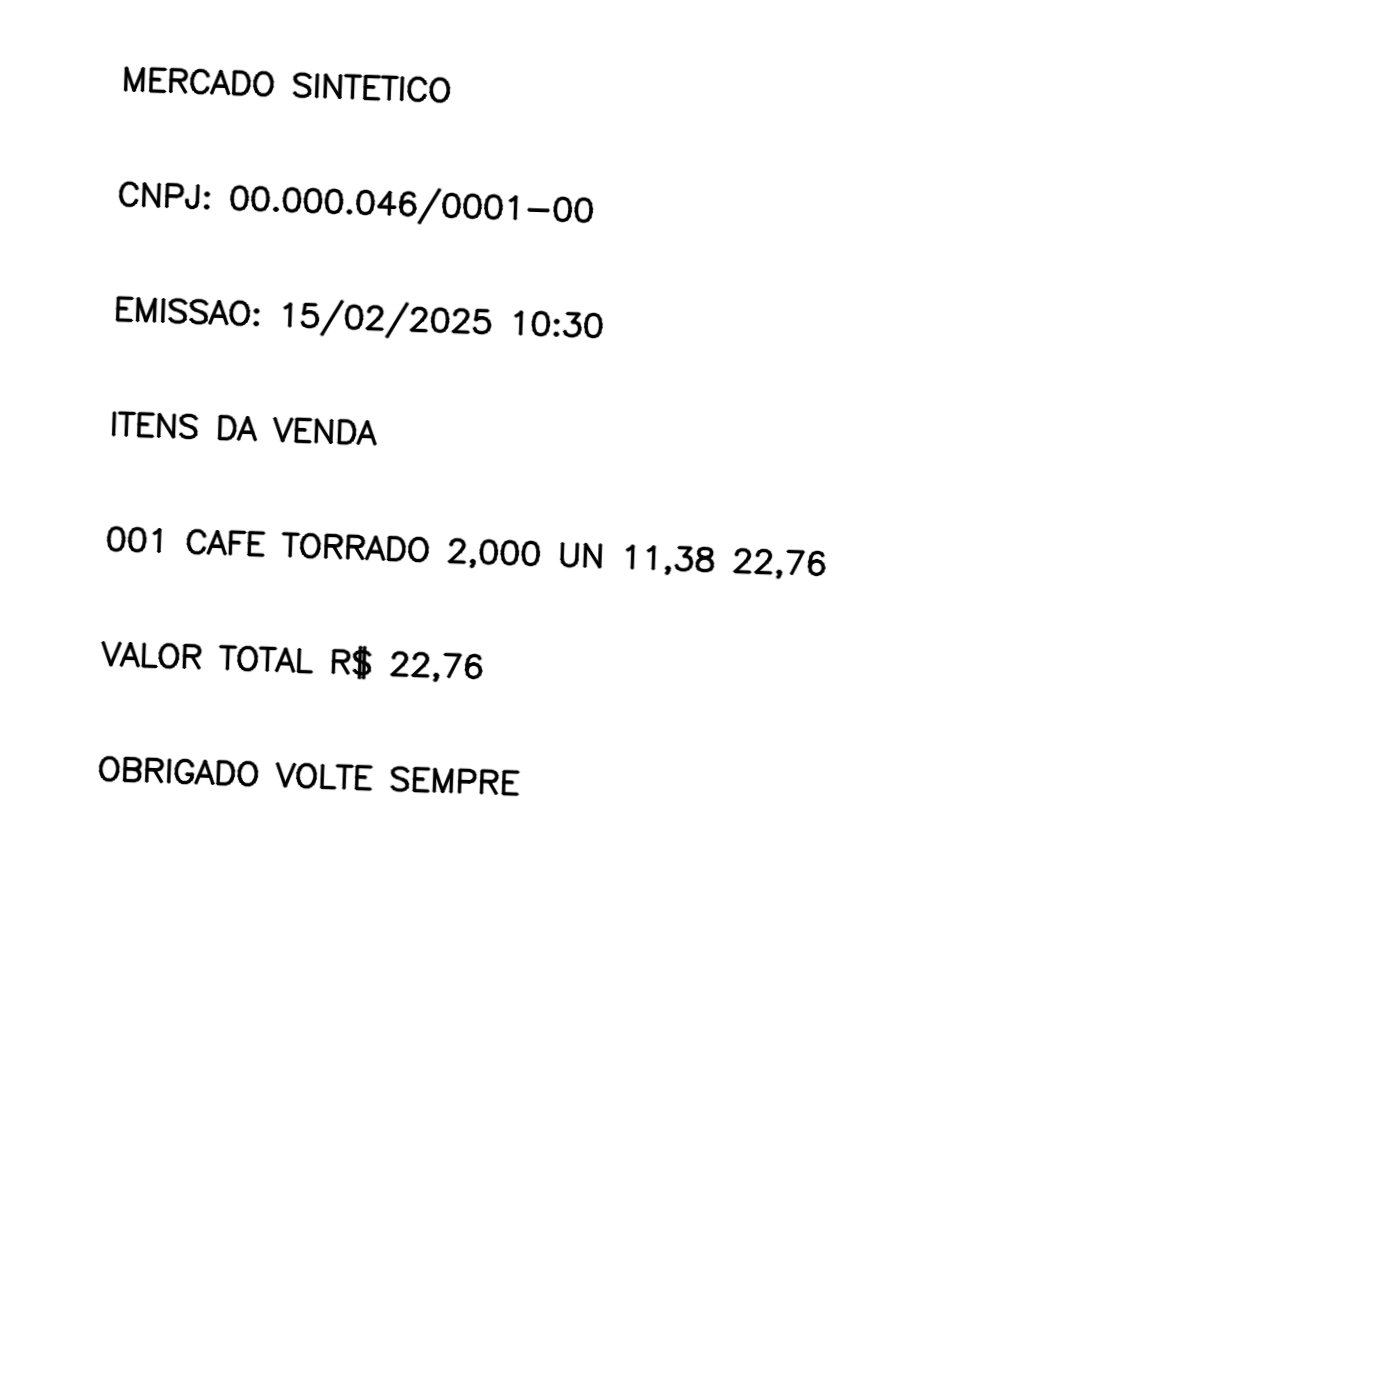 MERCADO SINTETICO
CNPJ: 00.000.046/0001-00
EMISSAO: 15/02/2025 10:30
ITENS DA VENDA
001 CAFE TORRADO 2,000 UN 11,38 22,76
VALOR TOTAL R$ 22,76
OBRIGADO VOLTE SEMPRE